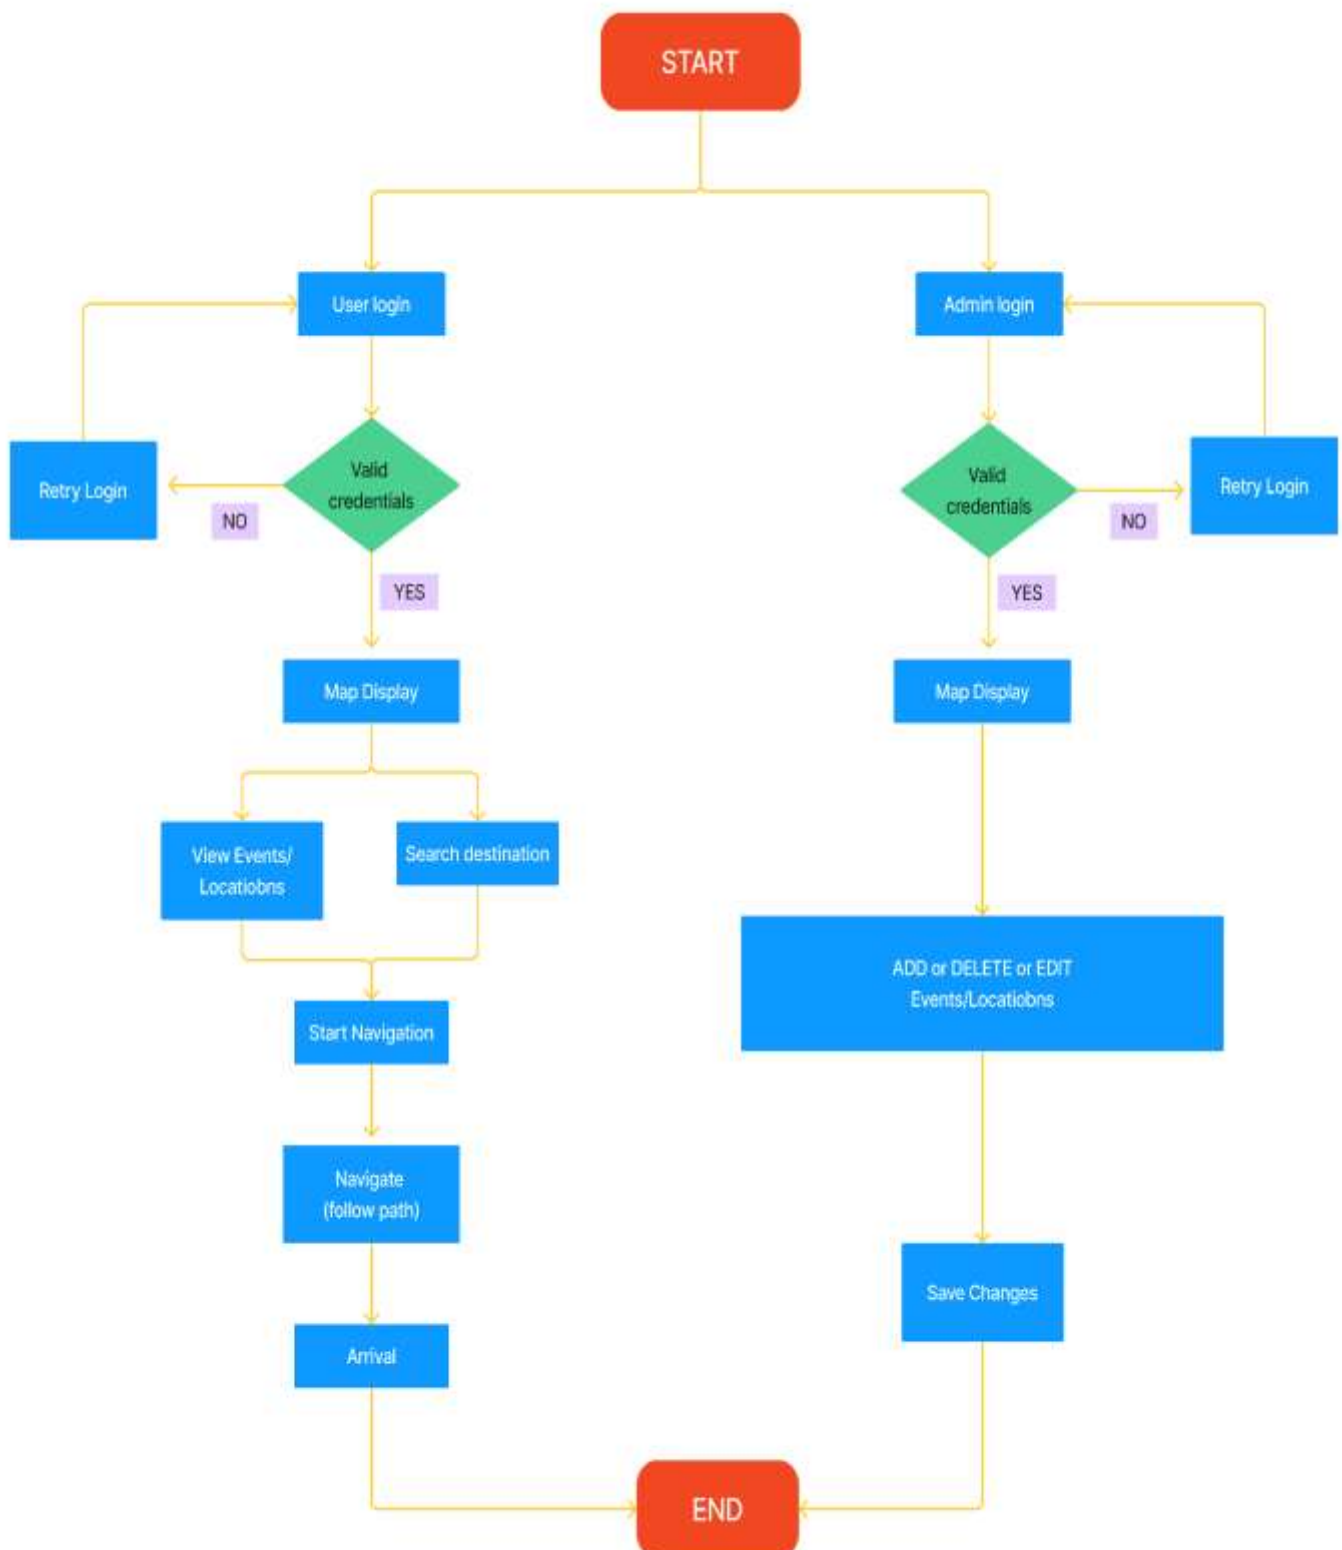 START
User login
Admin login
Valid
credentials
Retry Login
NO
YES
Valid
credentials
Retry Login
NO
YES
Map Display
Map Display
View Events/
Locatiobns
Search destination
ADD or DELETE or EDIT
Events/Locatiobns
Start Navigation
Navigate
(follow path)
Save Changes
Arrival
END